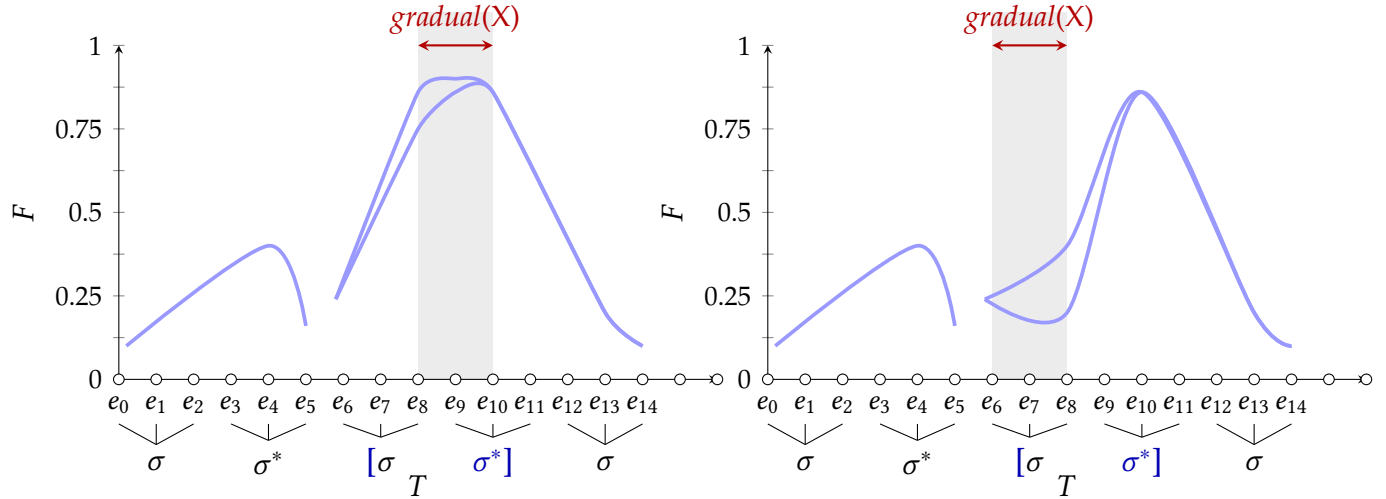 gradual(X) gradual(X)
1 1
0.75 0.75
F 0.5 F 0.5
0.25 0.25
0 0
e₀ e₁ e₂ e₃ e₄ e₅ e₆ e₇ e₈ e₉ e₁₀ e₁₁ e₁₂ e₁₃ e₁₄ e₀ e₁ e₂ e₃ e₄ e₅ e₆ e₇ e₈ e₉ e₁₀ e₁₁ e₁₂ e₁₃ e₁₄
σ σ* [σ σ*] σ σ σ* [σ σ*] σ
T T